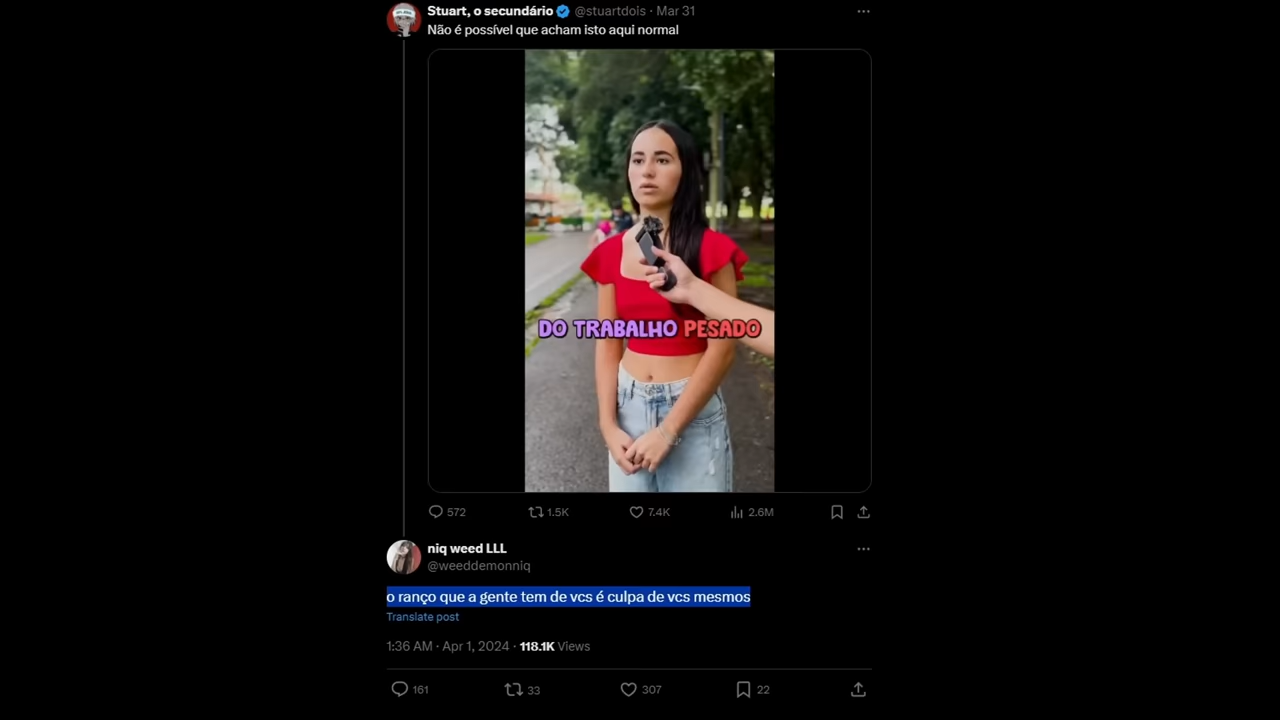 Stuart, o secundário @stuartdois · Mar 31
Não é possível que acham isto aqui normal
DO TRABALHO PESADO
572 1.5K 7.4K 2.6M
niq weed LLL
@weeddemonniq
o ranço que a gente tem de vcs é culpa de vcs mesmos
Translate post
1:36 AM · Apr 1, 2024 · 118.1K Views
161 33 307 22